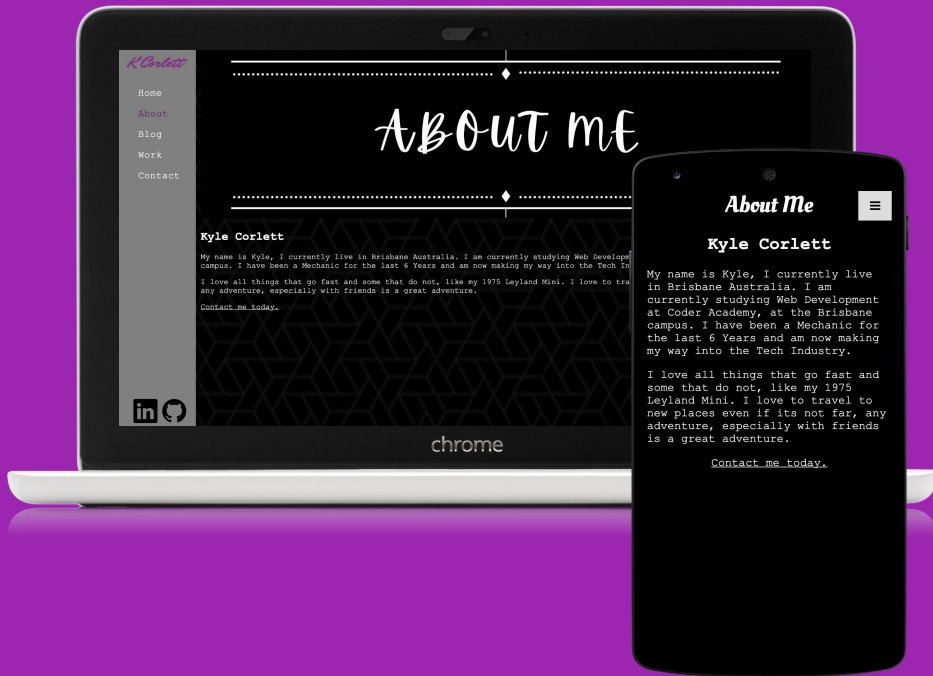 KCorlett
Home
About
Blog
Work
Contact
ABOUT ME
Kyle Corlett
My name is Kyle, I currently live in Brisbane Australia. I am currently studying Web Develop
campus. I have been a Mechanic for the last 6 Years and am now making my way into the Tech In
I love all things that go fast and some that do not, like my 1975 Leyland Mini. I love to tra
any adventure, especially with friends is a great adventure.
Contact me today.
in
chrome
About Me
Kyle Corlett
My name is Kyle, I currently live
in Brisbane Australia. I am
currently studying Web Development
at Coder Academy, at the Brisbane
campus. I have been a Mechanic for
the last 6 Years and am now making
my way into the Tech Industry.
I love all things that go fast and
some that do not, like my 1975
Leyland Mini. I love to travel to
new places even if its not far, any
adventure, especially with friends
is a great adventure.
Contact me today.